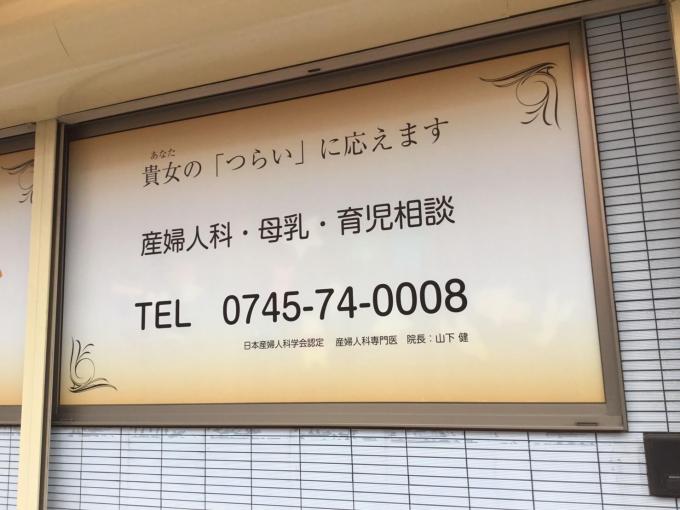 あなた
貴女の「つらい」に応えます
産婦人科・母乳・育児相談
TEL 0745-74-0008
日本産婦人科学会認定 産婦人科専門医 院長：山下 健